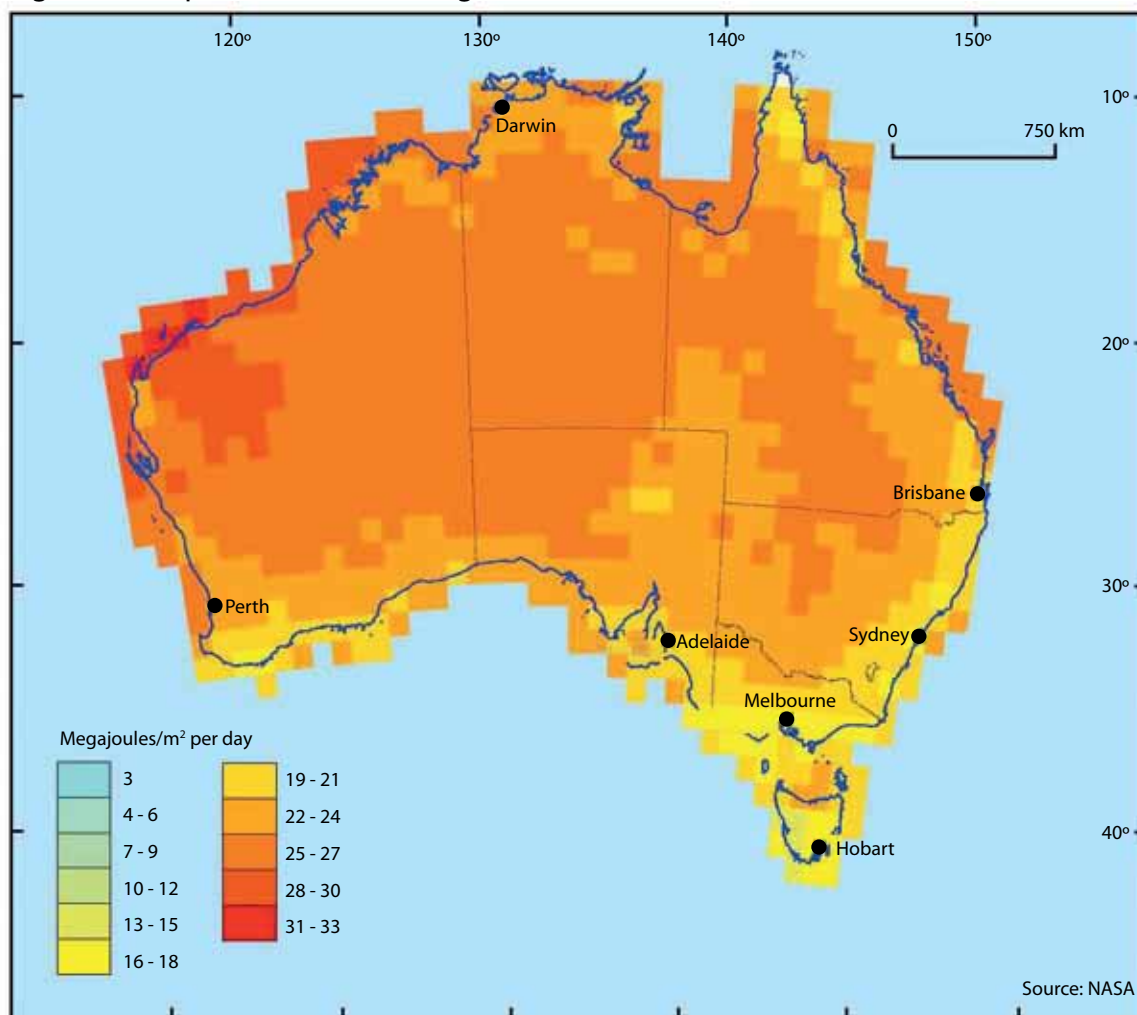 120º 130º 140º 150º
10º
0 750 km
Darwin
20º
Brisbane
30º
Perth
Adelaide
Sydney
Melbourne
Megajoules/m² per day
3
4 - 6
7 - 9
10 - 12
13 - 15
16 - 18
19 - 21
22 - 24
25 - 27
28 - 30
31 - 33
40º
Hobart
Source: NASA